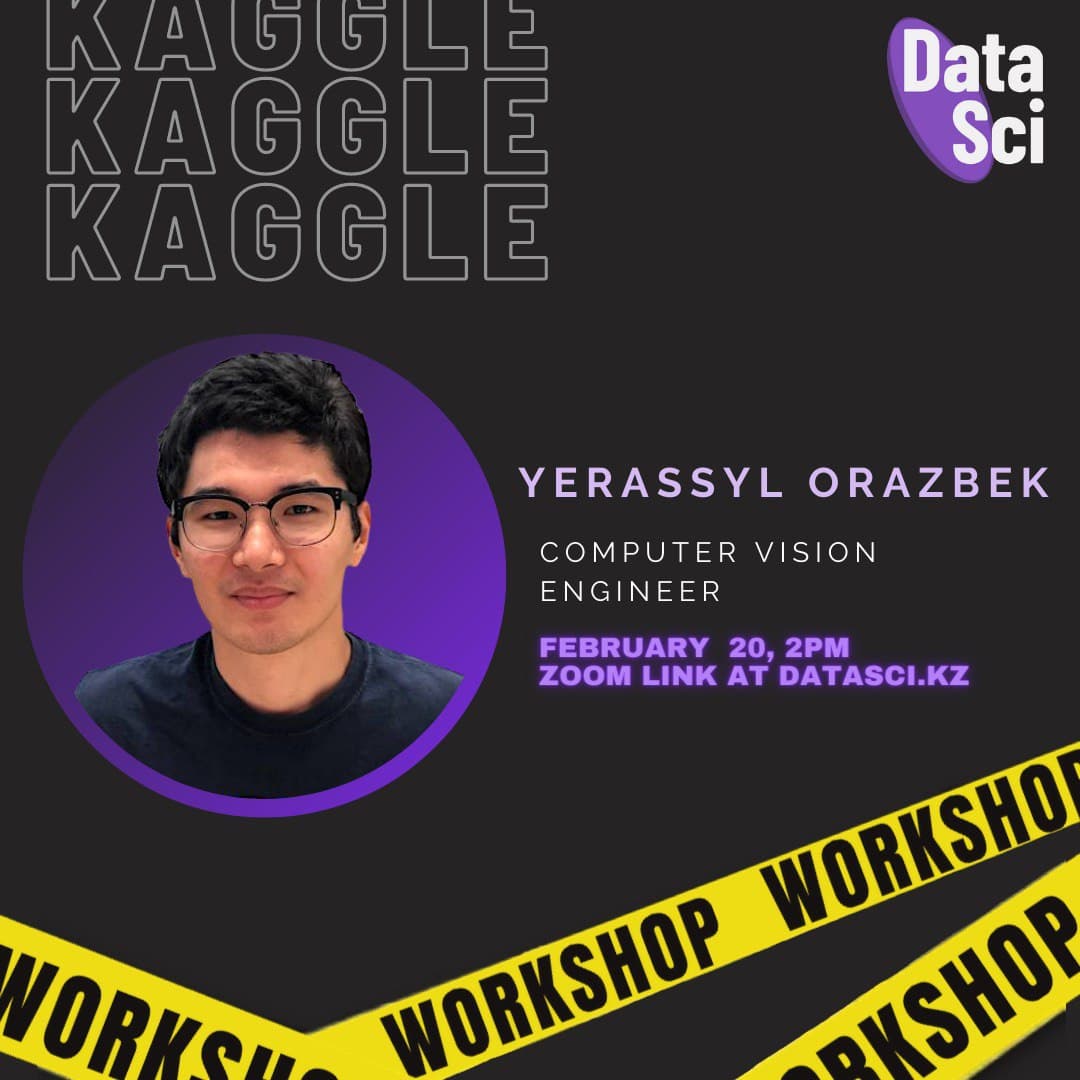 KAGGLE
KAGGLE
KAGGLE
Data
Sci
YERASSYL ORAZBEK
COMPUTER VISION
ENGINEER
FEBRUARY 20, 2PM
ZOOM LINK AT DATASCI.KZ
WORKSHOP
WORKSHOP
WORKSHOP
WORKSHOP